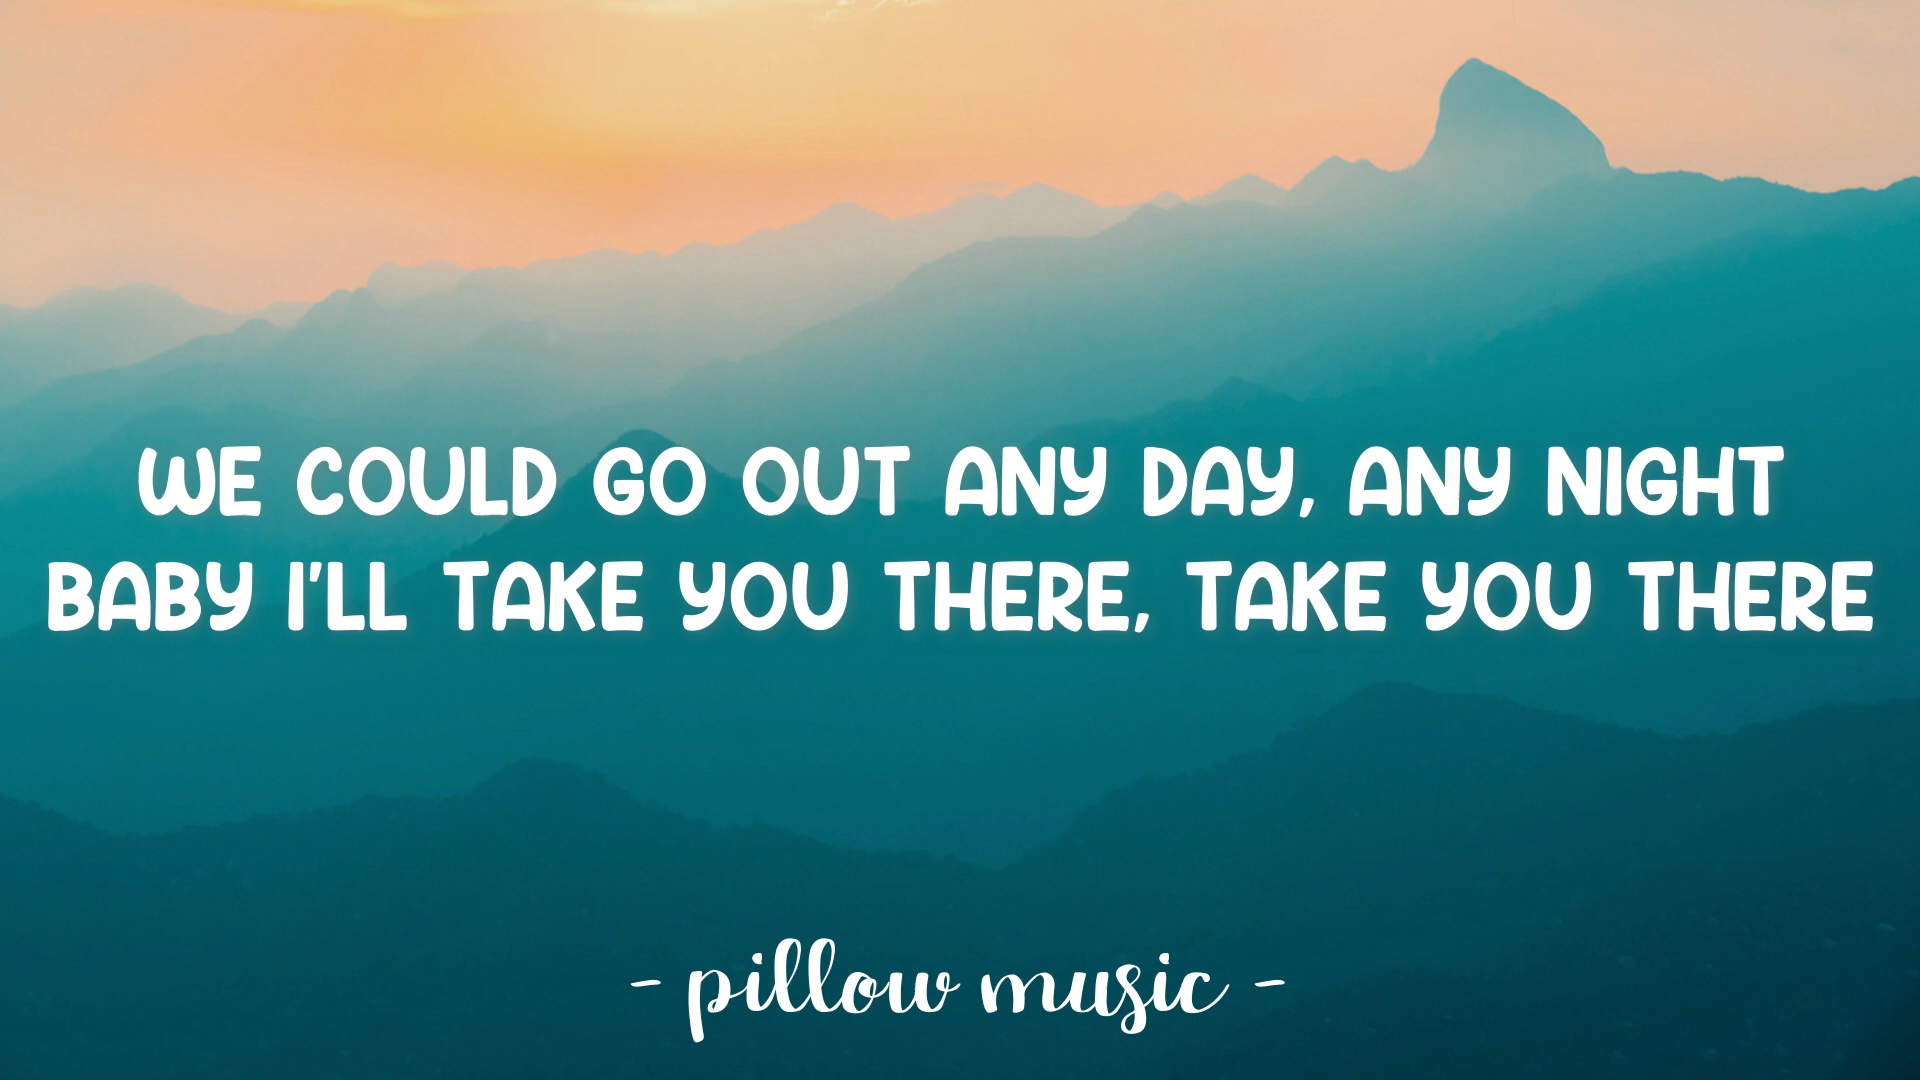 WE COULD GO OUT ANY DAY, ANY NIGHT
BABY I'LL TAKE YOU THERE, TAKE YOU THERE
- pillow music -